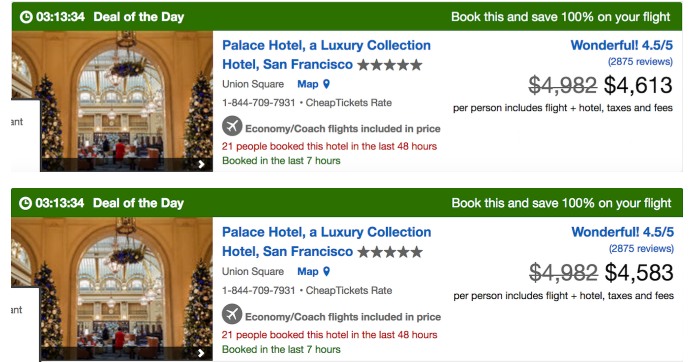 03:13:34 Deal of the Day Book this and save 100% on your flight
Palace Hotel, a Luxury Collection Wonderful! 4.5/5
Hotel, San Francisco (2875 reviews)
Union Square Map $4,982 $4,613
1-844-709-7931 • CheapTickets Rate per person includes flight + hotel, taxes and fees
ant
Economy/Coach flights included in price
21 people booked this hotel in the last 48 hours
Booked in the last 7 hours
03:13:34 Deal of the Day Book this and save 100% on your flight
Palace Hotel, a Luxury Collection Wonderful! 4.5/5
Hotel, San Francisco (2875 reviews)
Union Square Map $4,982 $4,583
1-844-709-7931 • CheapTickets Rate per person includes flight + hotel, taxes and fees
ant
Economy/Coach flights included in price
21 people booked this hotel in the last 48 hours
Booked in the last 7 hours